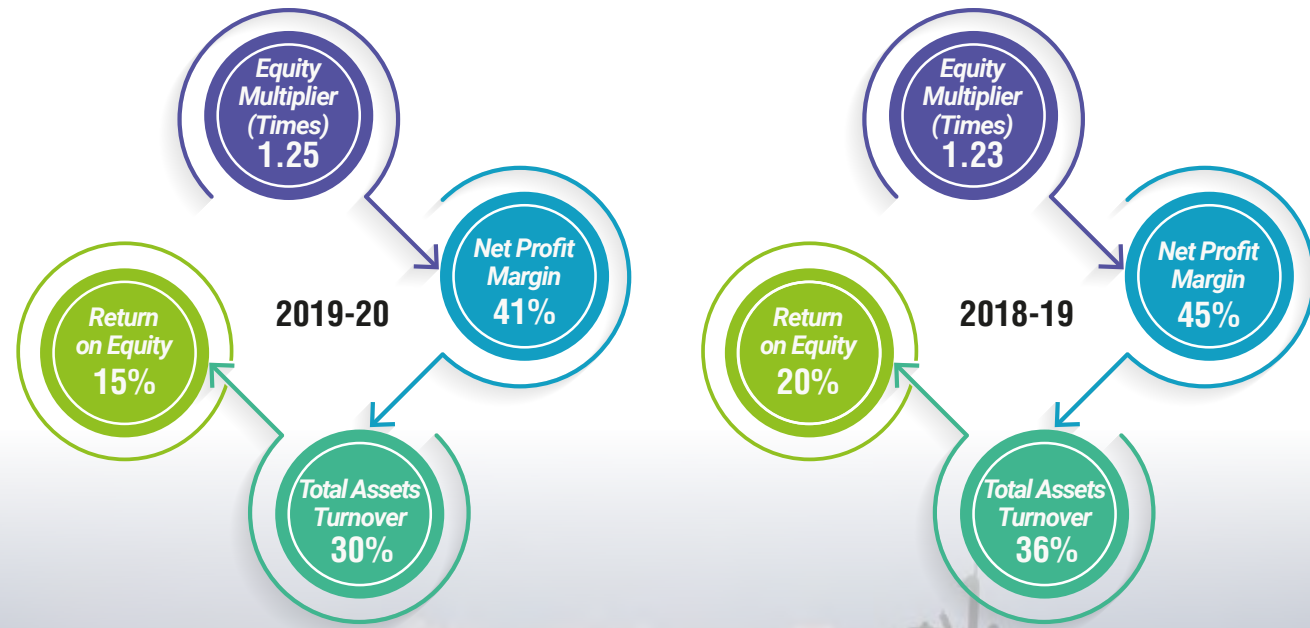 Equity
Multiplier
(Times)
1.25
Net Profit
Margin
41%
2019-20
Return
on Equity
15%
Total Assets
Turnover
30%
Equity
Multiplier
(Times)
1.23
Net Profit
Margin
45%
2018-19
Return
on Equity
20%
Total Assets
Turnover
36%